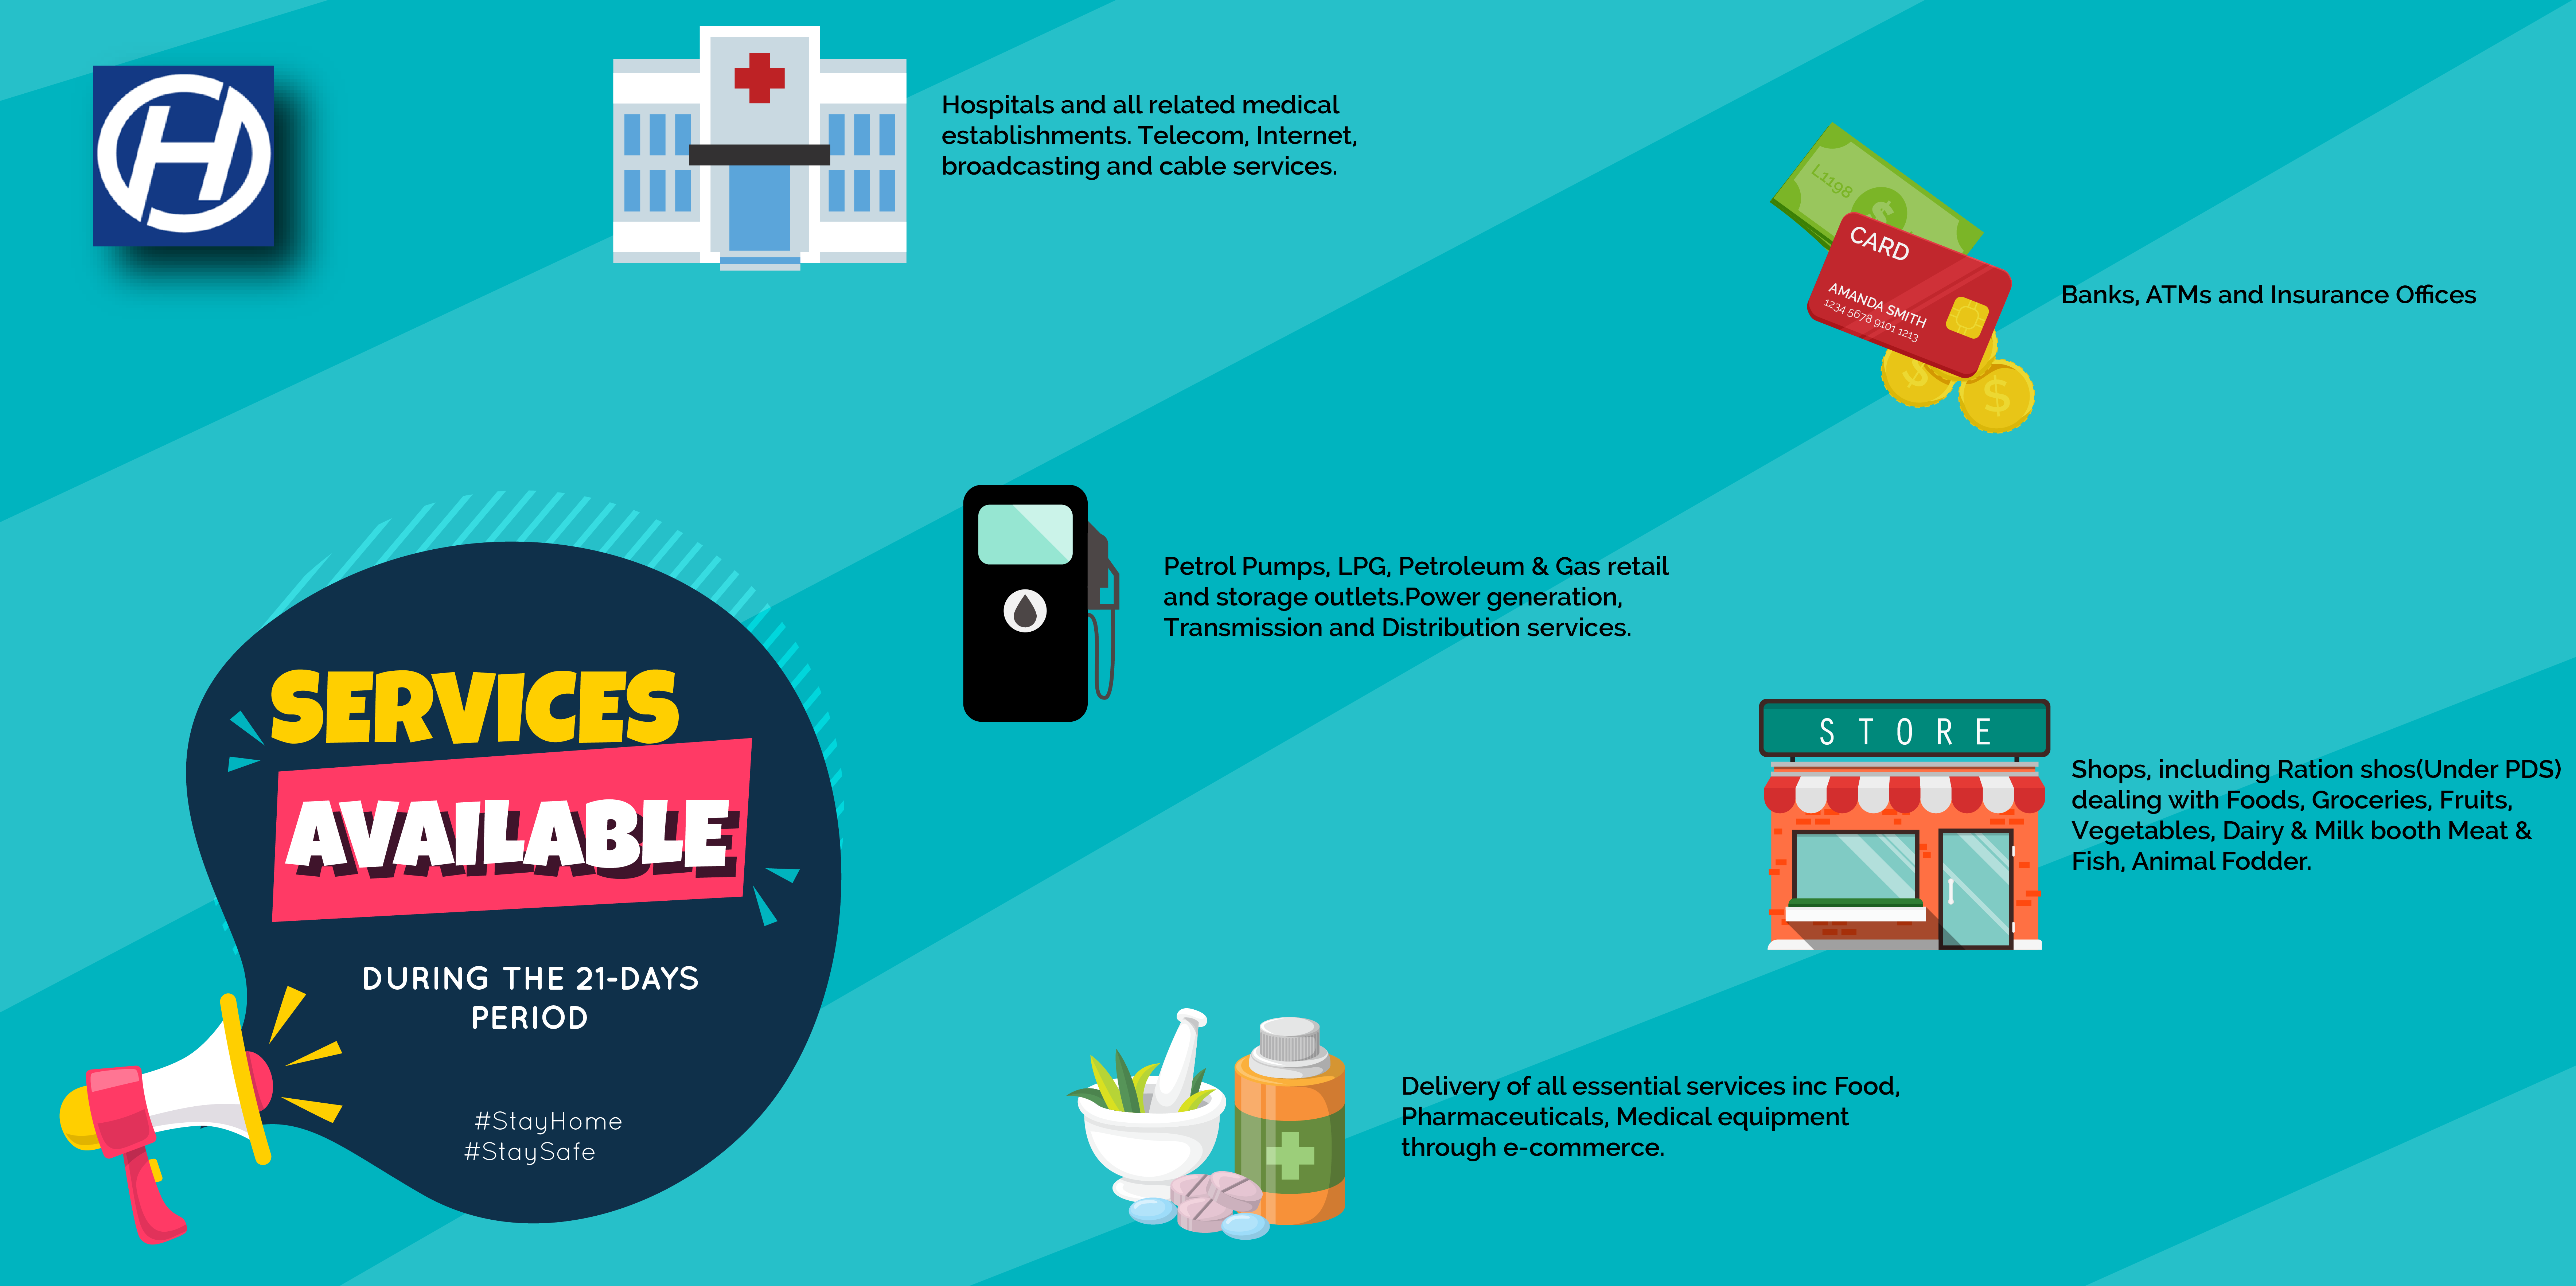 H
Hospitals and all related medical
establishments. Telecom, Internet,
broadcasting and cable services.
L1198
$
CARD
AMANDA SMITH
1234 5678 9101 1213
$
$
Banks, ATMs and Insurance Offices
Petrol Pumps, LPG, Petroleum & Gas retail
and storage outlets.Power generation,
Transmission and Distribution services.
SERVICES
AVAILABLE
DURING THE 21-DAYS
PERIOD
#StayHome
#StaySafe
STORE
Shops, including Ration shos(Under PDS)
dealing with Foods, Groceries, Fruits,
Vegetables, Dairy & Milk booth Meat &
Fish, Animal Fodder.
Delivery of all essential services inc Food,
Pharmaceuticals, Medical equipment
through e-commerce.